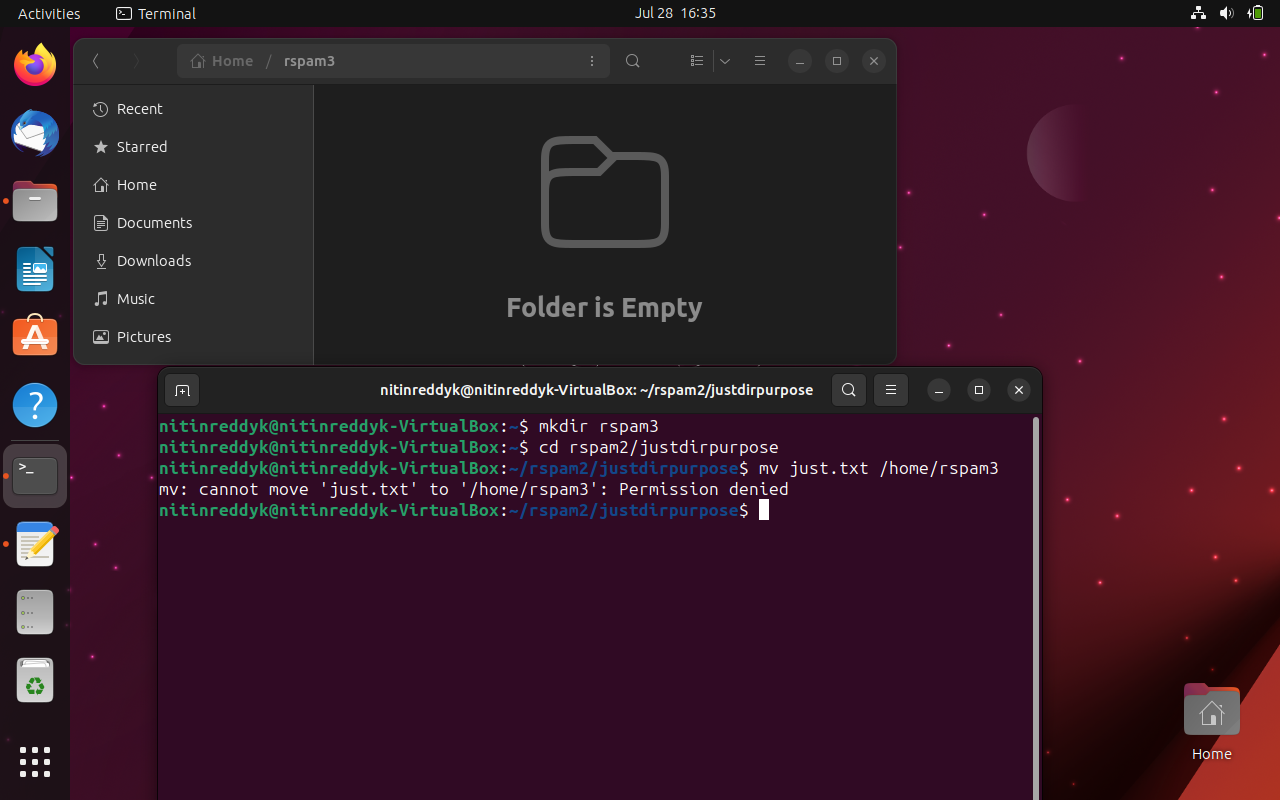 Activities
Terminal
Jul 28 16:35
Home / rspam3
Recent
Starred
Home
Documents
Downloads
Music
Pictures
Folder is Empty
nitinreddyk@nitinreddyk-VirtualBox: ~/rspam2/justdirpurpose
nitinreddyk@nitinreddyk-VirtualBox:~$ mkdir rspam3
nitinreddyk@nitinreddyk-VirtualBox:~$ cd rspam2/justdirpurpose
nitinreddyk@nitinreddyk-VirtualBox:~/rspam2/justdirpurpose$ mv just.txt /home/rspam3
mv: cannot move 'just.txt' to '/home/rspam3': Permission denied
nitinreddyk@nitinreddyk-VirtualBox:~/rspam2/justdirpurpose$
Home